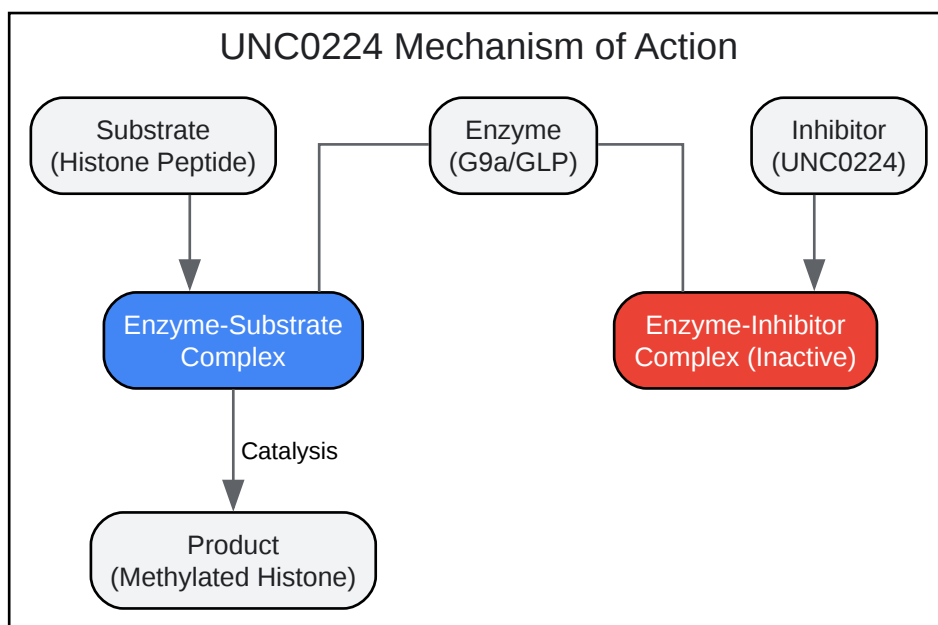 UNC0224 Mechanism of Action
Substrate
(Histone Peptide)
Enzyme
(G9a/GLP)
Inhibitor
(UNC0224)
Enzyme-Substrate
Complex
Enzyme-Inhibitor
Complex (Inactive)
Catalysis
Product
(Methylated Histone)